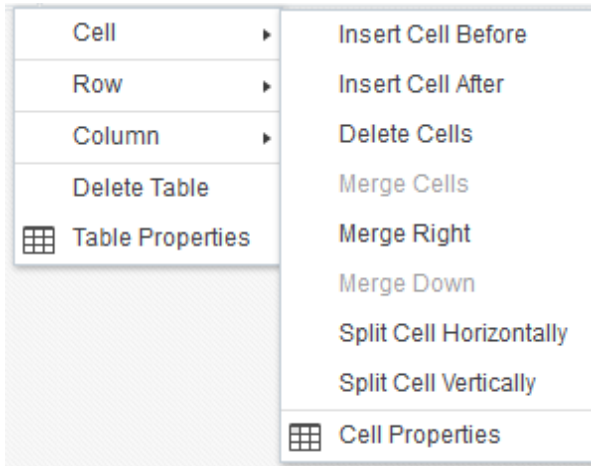 Cell
Row
Column
Delete Table
Table Properties
Insert Cell Before
Insert Cell After
Delete Cells
Merge Cells
Merge Right
Merge Down
Split Cell Horizontally
Split Cell Vertically
Cell Properties